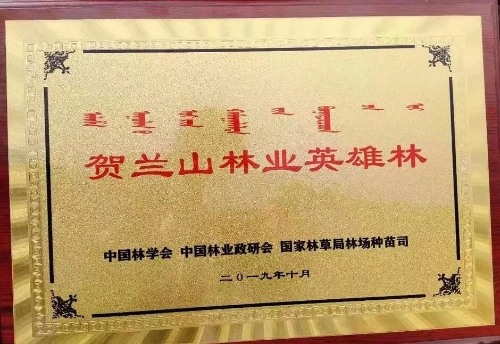 贺兰山林业英雄林
中国林学会 中国林业政研会 国家林草局林场种苗司
二〇一九年十月